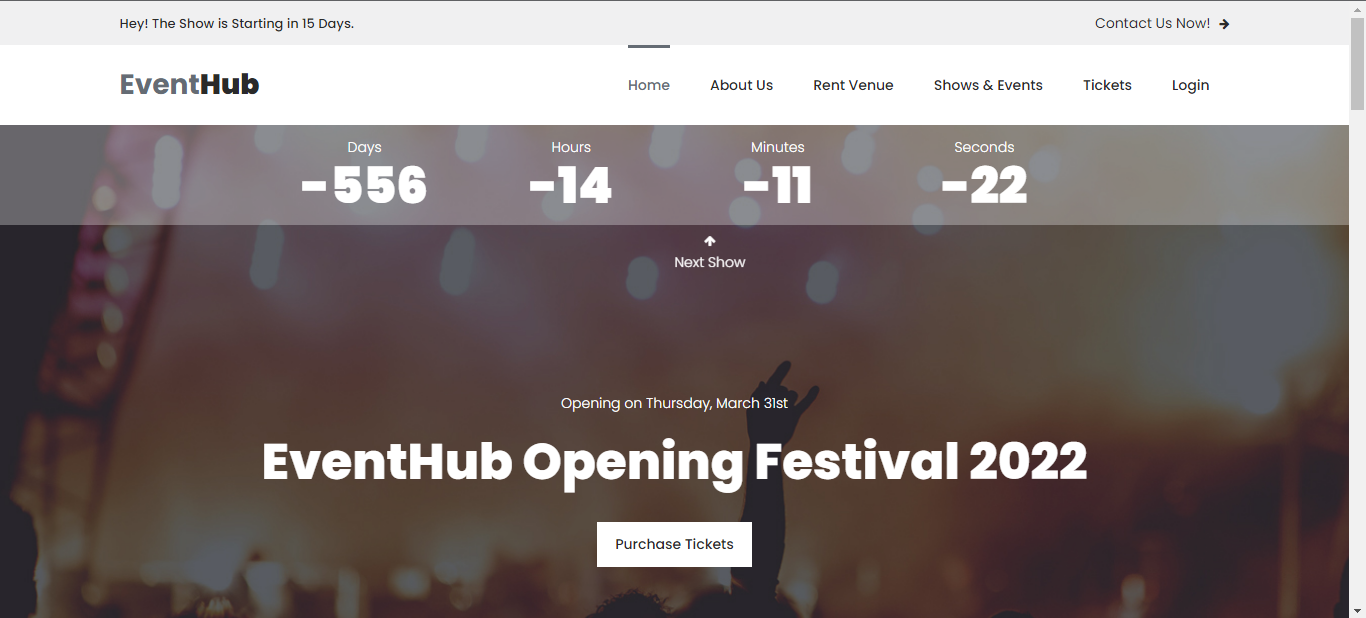 Hey! The Show is Starting in 15 Days.
Contact Us Now!
EventHub
Home About Us Rent Venue Shows & Events Tickets Login
Days Hours Minutes Seconds
-556 -14 -11 -22
Next Show
Opening on Thursday, March 31st
EventHub Opening Festival 2022
Purchase Tickets